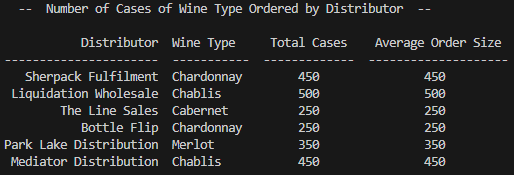 -- Number of Cases of Wine Type Ordered by Distributor --
Distributor Wine Type Total Cases Average Order Size
---------------------- ----------- ------------- --------------------
Sherpack Fulfilment Chardonnay 450 450
Liquidation Wholesale Chablis 500 500
The Line Sales Cabernet 250 250
Bottle Flip Chardonnay 250 250
Park Lake Distribution Merlot 350 350
Mediator Distribution Chablis 450 450